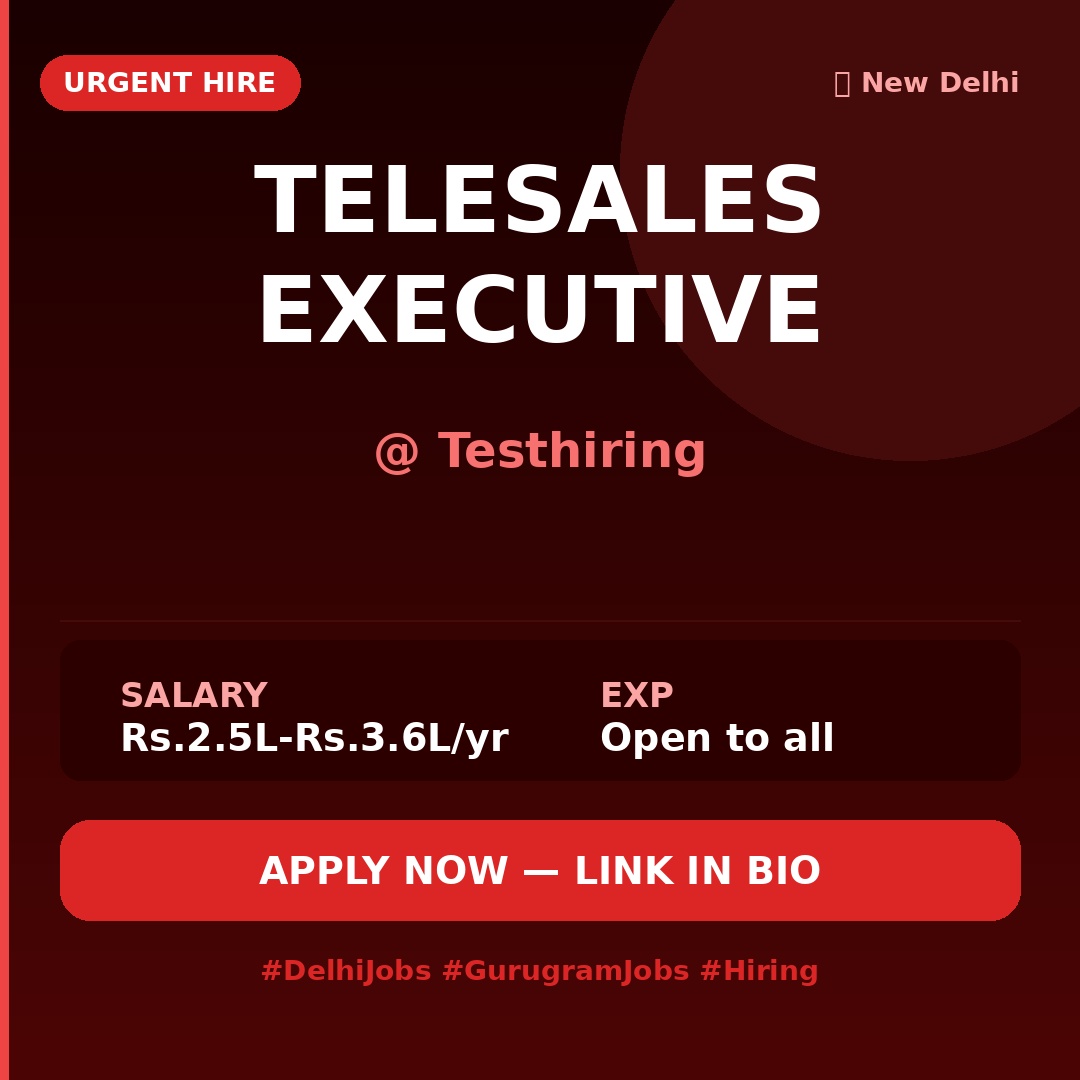 URGENT HIRE
New Delhi
TELESALES
EXECUTIVE
@ Testhiring
SALARY
Rs.2.5L-Rs.3.6L/yr
EXP
Open to all
APPLY NOW — LINK IN BIO
#DelhiJobs #GurugramJobs #Hiring